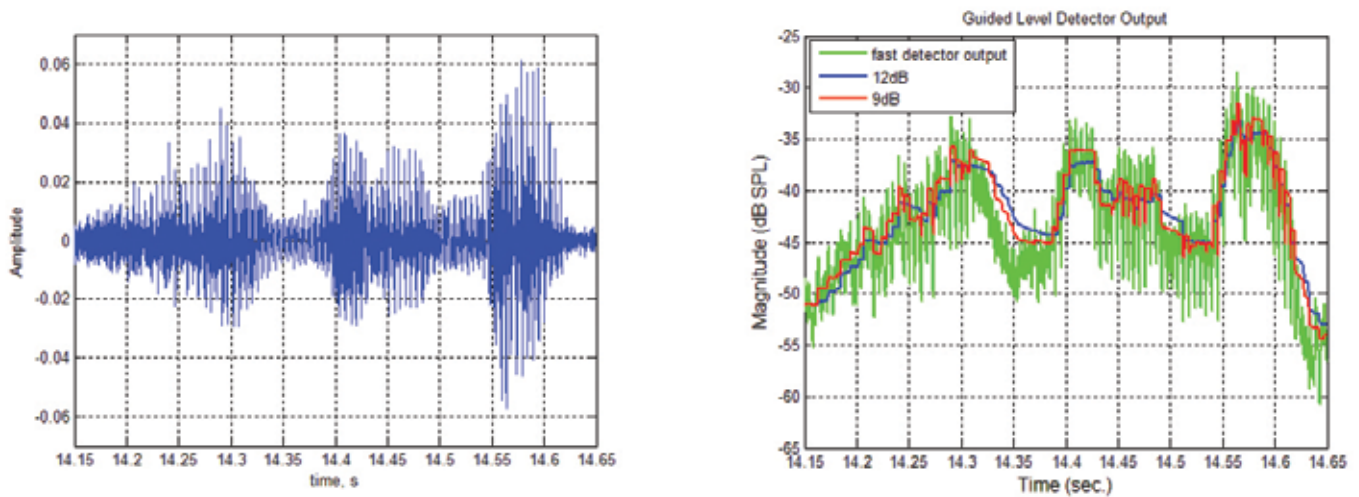 0.06
0.04
0.02
0
-0.02
-0.04
-0.06
Amplitude
14.15 14.2 14.25 14.3 14.35 14.4 14.45 14.5 14.55 14.6 14.65
time, s
Guided Level Detector Output
fast detector output
12dB
9dB
-25
-30
-35
-40
-45
-50
-55
-60
-65
Magnitude (dB SPL)
14.15 14.2 14.25 14.3 14.35 14.4 14.45 14.5 14.55 14.6 14.65
Time (sec.)